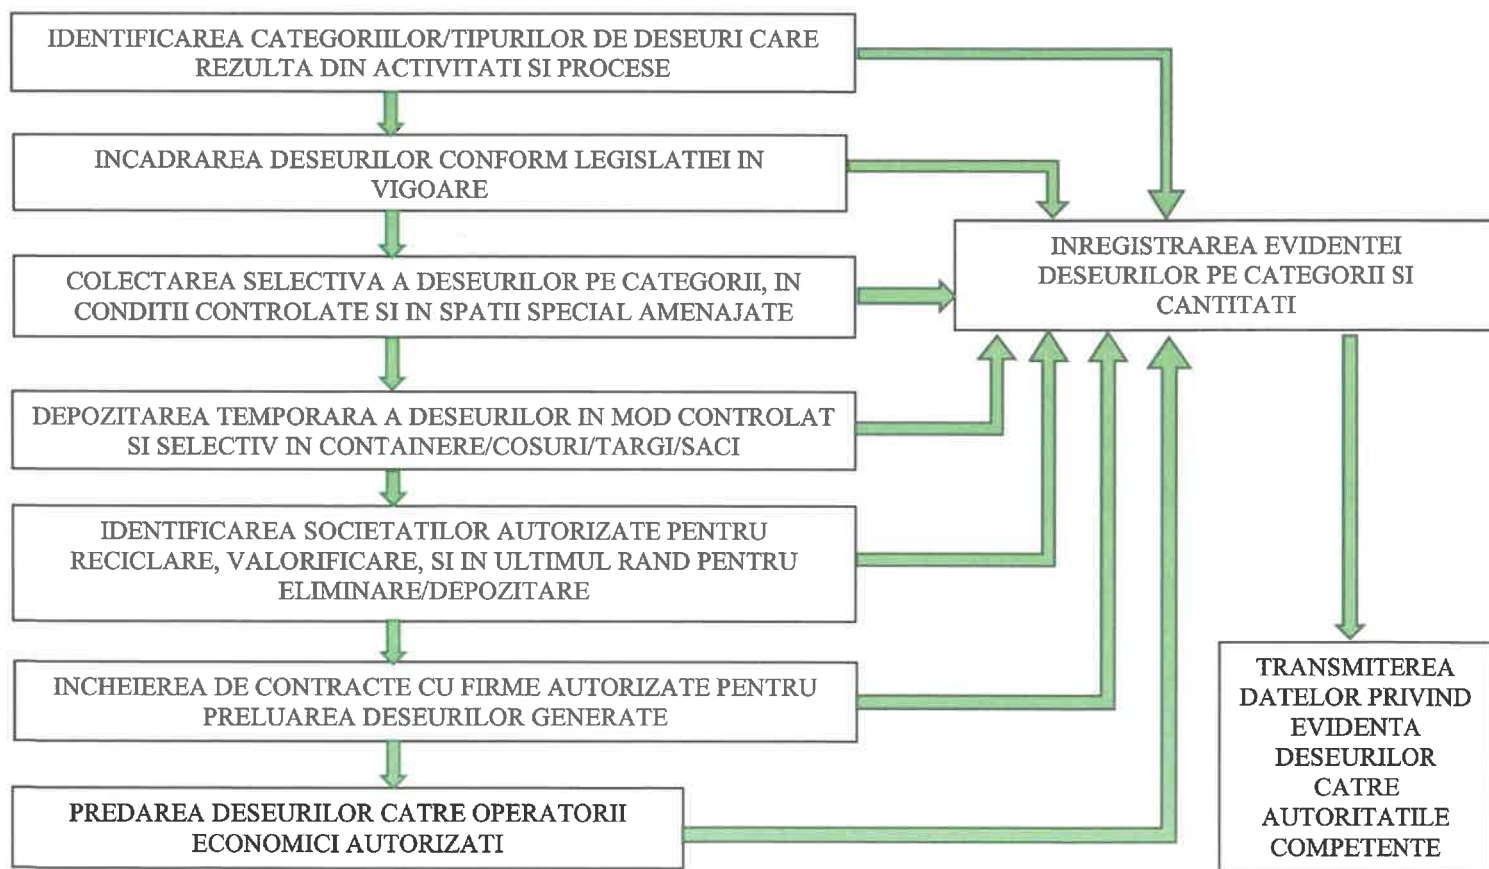 IDENTIFICAREA CATEGORIILOR/TIPURILOR DE DESEURI CARE
REZULTA DIN ACTIVITATI SI PROCESE
INCADRAREA DESEURILOR CONFORM LEGISLATIEI IN
VIGOARE
COLECTAREA SELECTIVA A DESEURILOR PE CATEGORII, IN
CONDITII CONTROLATE SI IN SPATII SPECIAL AMENAJATE
DEPOZITAREA TEMPORARA A DESEURILOR IN MOD CONTROLAT
SI SELECTIV IN CONTAINERE/COSURI/TARGI/SACI
IDENTIFICAREA SOCIETATILOR AUTORIZATE PENTRU
RECICLARE, VALORIFICARE, SI IN ULTIMUL RAND PENTRU
ELIMINARE/DEPOZITARE
INCHEIEREA DE CONTRACTE CU FIRME AUTORIZATE PENTRU
PRELUAREA DESEURILOR GENERATE
PREDAREA DESEURILOR CATRE OPERATORII
ECONOMICI AUTORIZATI
INREGISTRAREA EVIDENTEI
DESEURILOR PE CATEGORII SI
CANTITATI
TRANSMITEREA
DATELOR PRIVIND
EVIDENTA
DESEURILOR
CATRE
AUTORITATILE
COMPETENTE